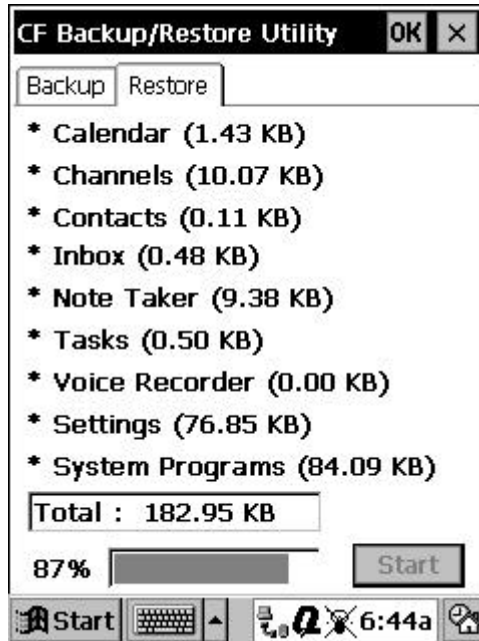 CF Backup/Restore Utility OK ×
Backup Restore
* Calendar (1.43 KB)
* Channels (10.07 KB)
* Contacts (0.11 KB)
* Inbox (0.48 KB)
* Note Taker (9.38 KB)
* Tasks (0.50 KB)
* Voice Recorder (0.00 KB)
* Settings (76.85 KB)
* System Programs (84.09 KB)
Total : 182.95 KB
87% Start
Start 6:44a